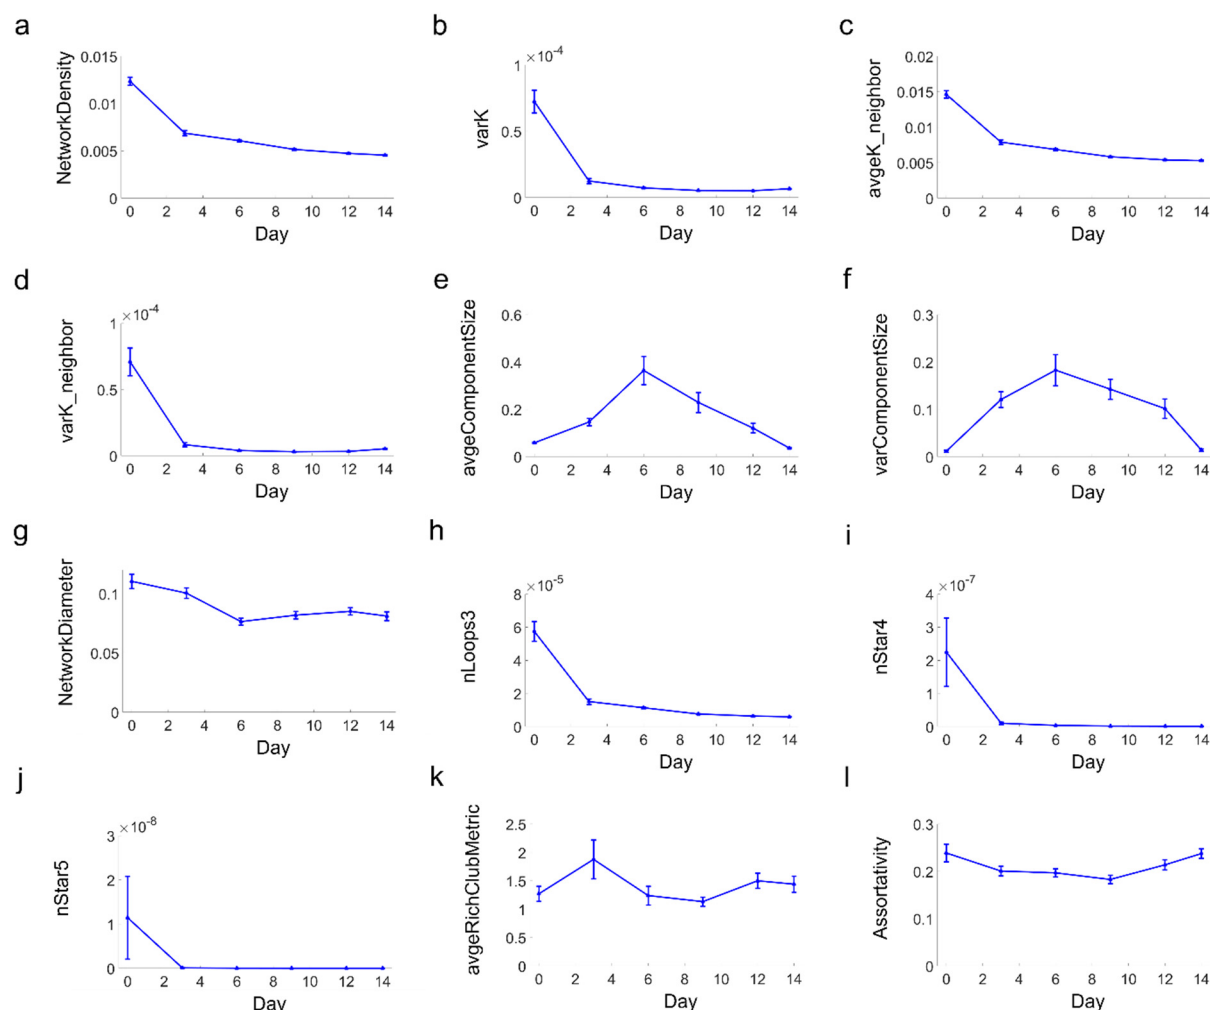 a
0.015
0.01
0.005
0
NetworkDensity
0 2 4 6 8 10 12 14
Day
b
×10-4
1
0.5
0
varK
0 2 4 6 8 10 12 14
Day
c
0.02
0.015
0.01
0.005
0
avgeK_neighbor
0 2 4 6 8 10 12 14
Day
d
×10-4
1
0.5
0
varK_neighbor
0 2 4 6 8 10 12 14
Day
e
0.6
0.4
0.2
0
avgeComponentSize
0 2 4 6 8 10 12 14
Day
f
0.3
0.2
0.1
0
varComponentSize
0 2 4 6 8 10 12 14
Day
g
0.1
0.05
0
NetworkDiameter
0 2 4 6 8 10 12 14
Day
h
×10-5
8
6
4
2
0
nLoops3
0 2 4 6 8 10 12 14
Day
i
×10-7
4
3
2
1
0
nStar4
0 2 4 6 8 10 12 14
Day
j
×10-8
3
2
1
0
nStar5
0 2 4 6 8 10 12 14
Day
k
2.5
2
1.5
1
0.5
0
avgeRichClubMetric
0 2 4 6 8 10 12 14
Day
l
0.3
0.2
0.1
0
Assortativity
0 2 4 6 8 10 12 14
Day